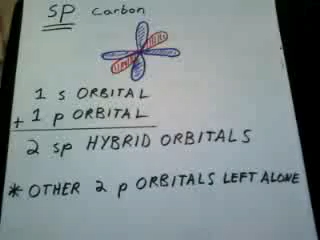 sp Carbon
1 s ORBITAL
+ 1 p ORBITAL
2 sp HYBRID ORBITALS
* OTHER 2 p ORBITALS LEFT ALONE